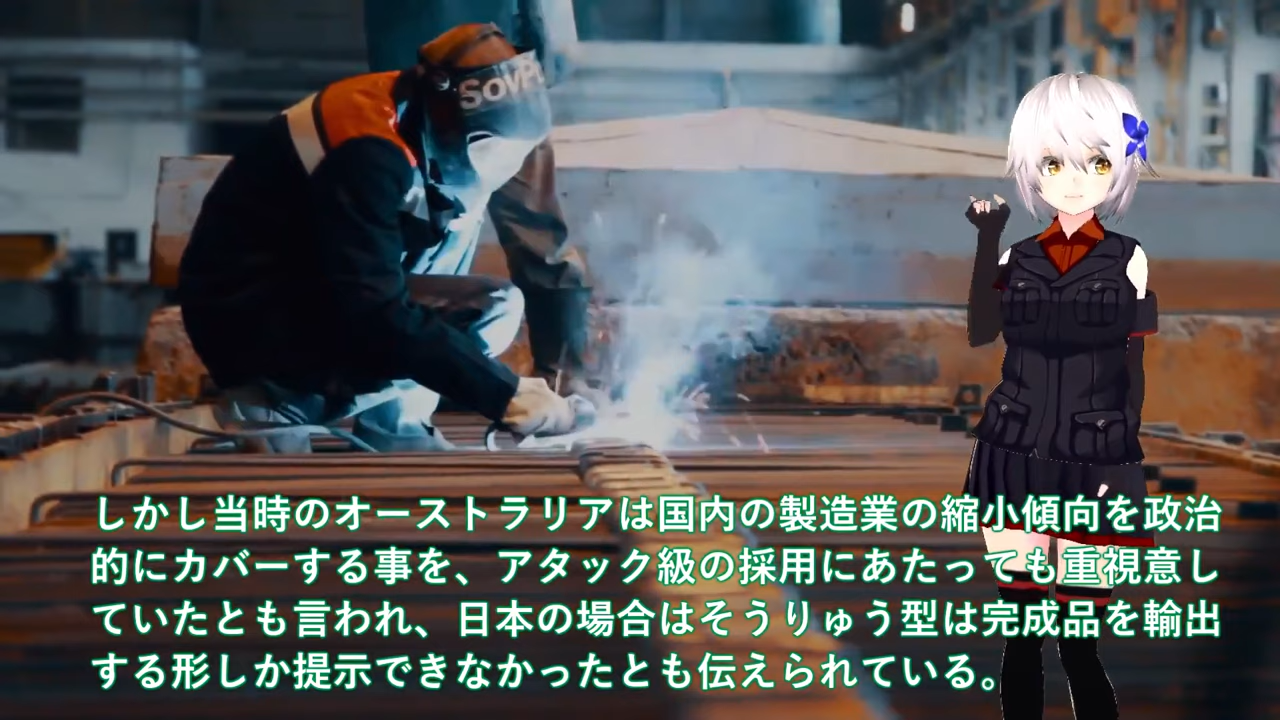 SovPl
しかし当時のオーストラリアは国内の製造業の縮小傾向を政治
的にカバーする事を、アタック級の採用にあたっても重視意し
ていたとも言われ、日本の場合はそうりゅう型は完成品を輸出
する形しか提示できなかったとも伝えられている。